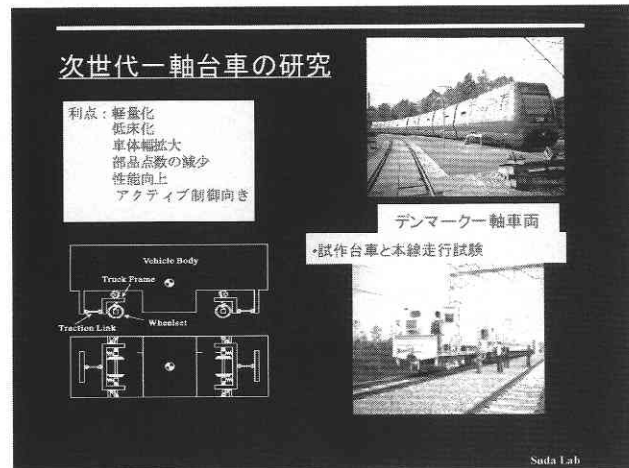 次世代一軸台車の研究
利点：軽量化
低床化
車体幅拡大
部品点数の減少
性能向上
アクティブ制御向き
デンマーク一軸車両
・試作台車と本線走行試験
Vehicle Body
Truck Frame
Traction Link
Wheelset
Suda Lab